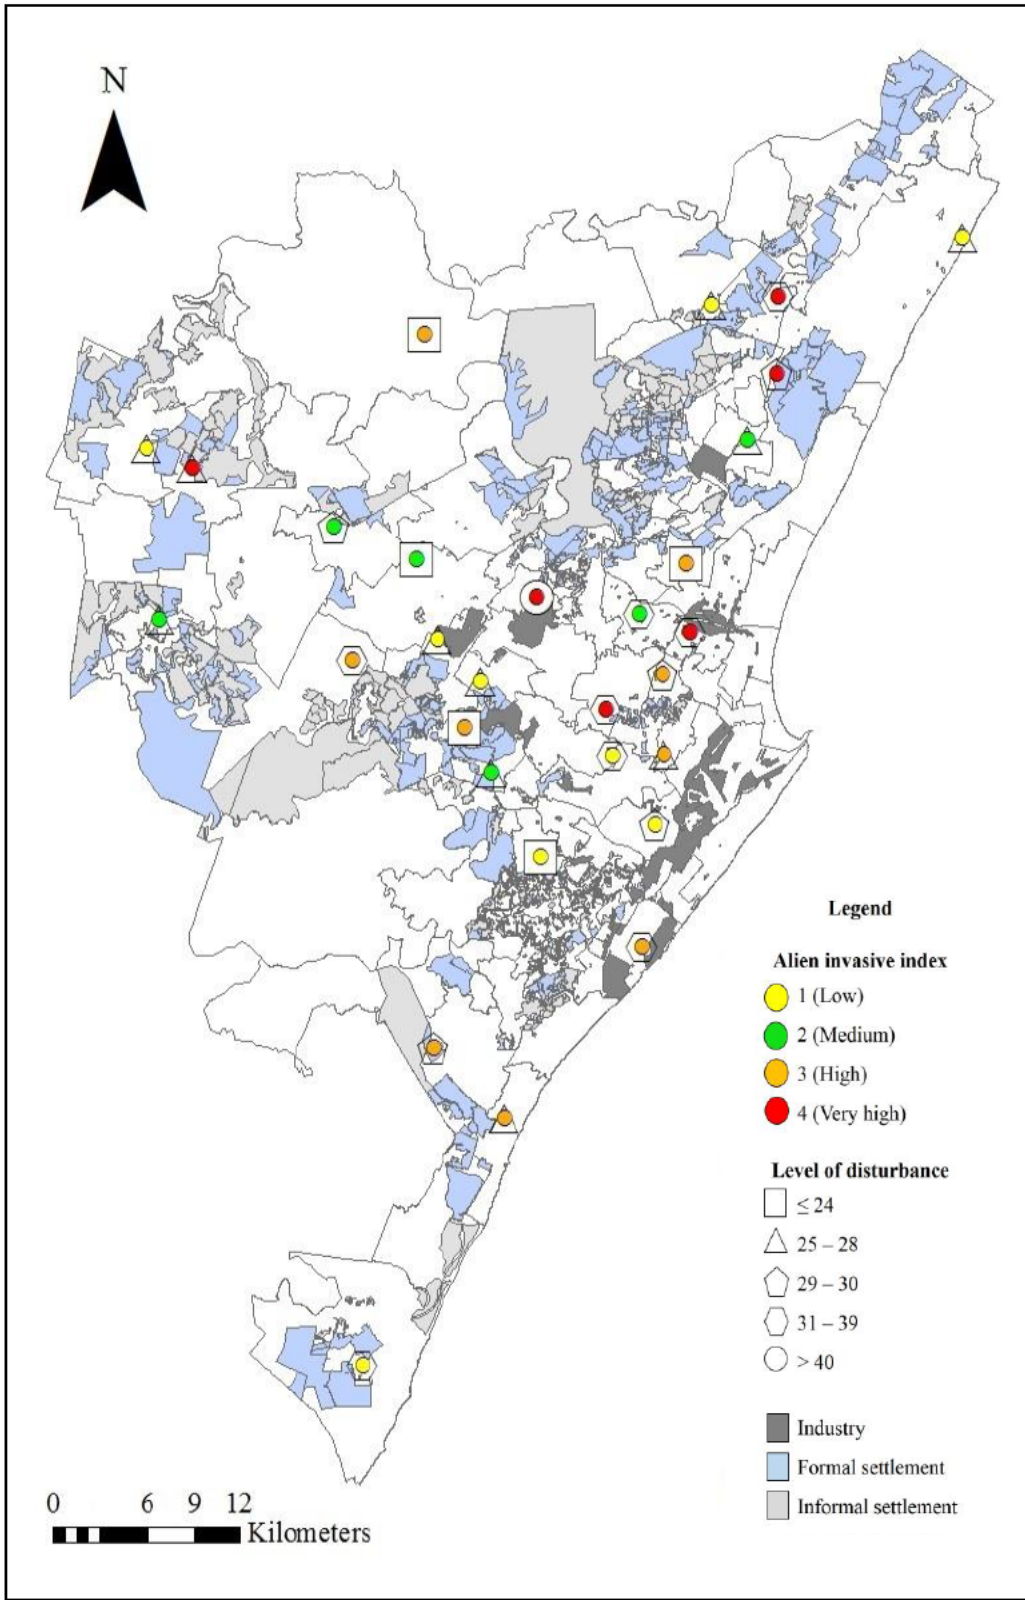 N
Legend
Alien invasive index
1 (Low)
2 (Medium)
3 (High)
4 (Very high)
Level of disturbance
≤ 24
25 – 28
29 – 30
31 – 39
> 40
Industry
Formal settlement
Informal settlement
0 6 9 12
Kilometers